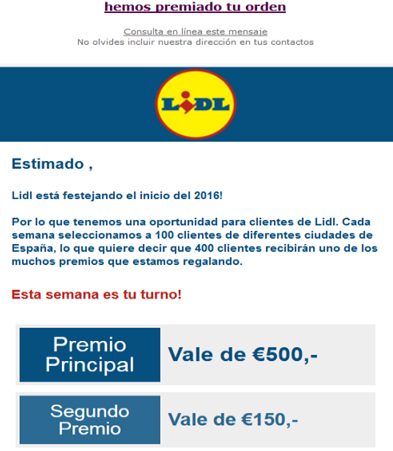 hemos premiado tu orden
Consulta en línea este mensaje
No olvides incluir nuestra dirección en tus contactos
LIDL
Estimado ,
Lidl está festejando el inicio del 2016!
Por lo que tenemos una oportunidad para clientes de Lidl. Cada
semana seleccionamos a 100 clientes de diferentes ciudades de
España, lo que quiere decir que 400 clientes recibirán uno de los
muchos premios que estamos regalando.
Esta semana es tu turno!
Premio
Principal
Vale de €500,-
Segundo
Premio
Vale de €150,-